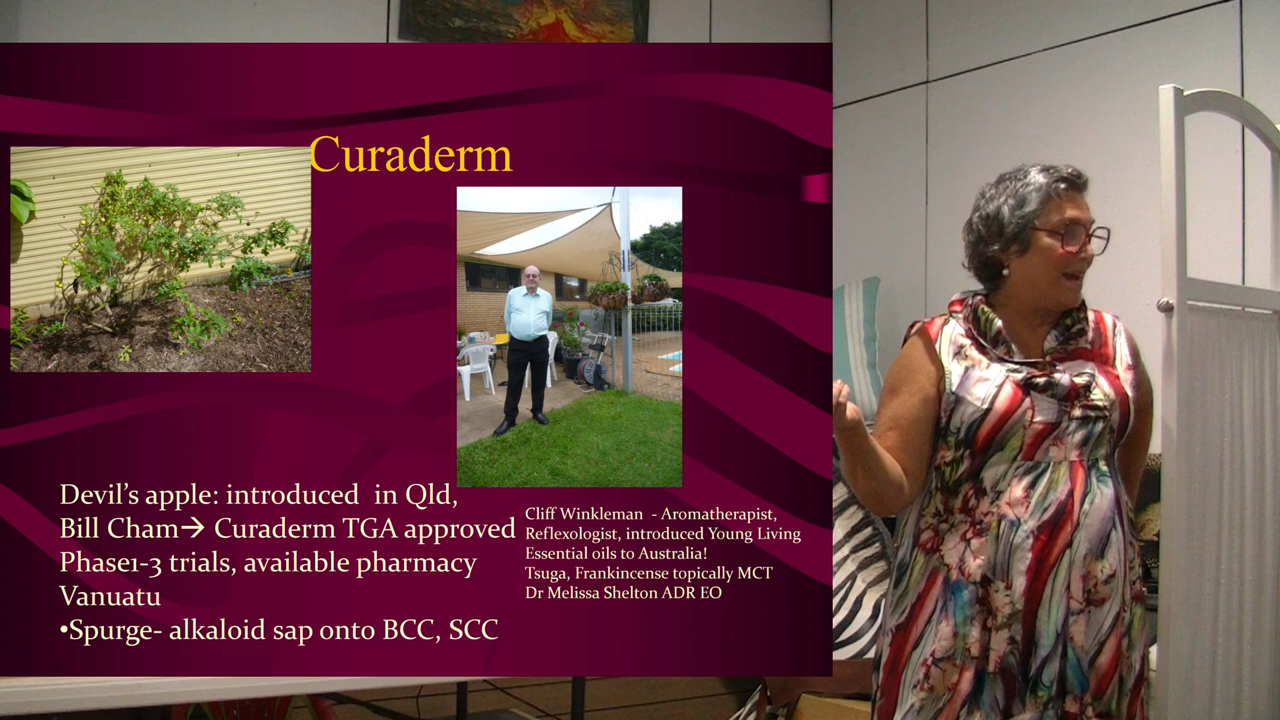 Curaderm
Devil's apple: introduced in Qld,
Bill Cham→ Curaderm TGA approved
Phase1-3 trials, available pharmacy
Vanuatu
•Spurge- alkaloid sap onto BCC, SCC
Cliff Winkleman - Aromatherapist,
Reflexologist, introduced Young Living
Essential oils to Australia!
Tsuga, Frankincense topically MCT
Dr Melissa Shelton ADR EO